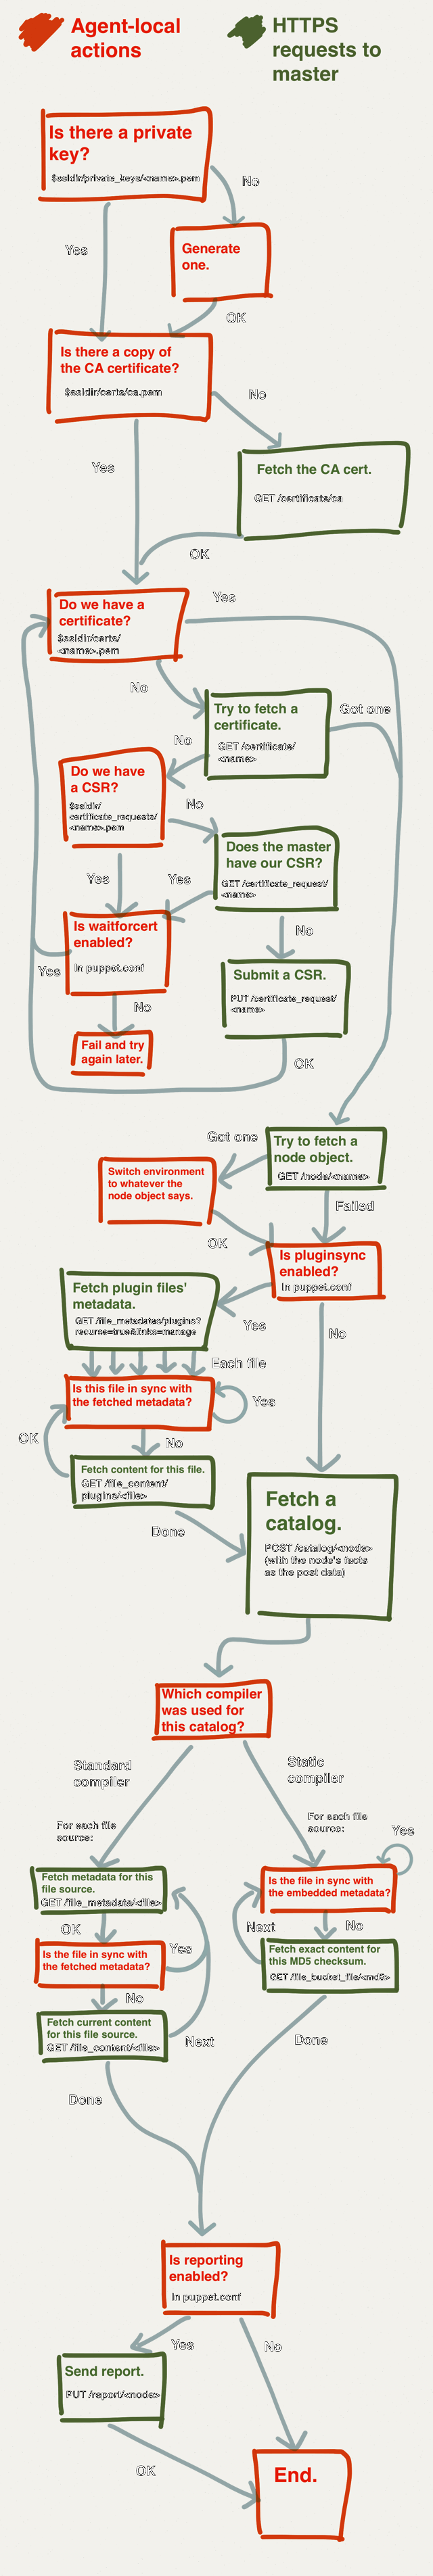 Agent-local
actions
HTTPS
requests to
master
Is there a private
key?
$ssldir/private_keys/<name>.pem
No
Yes
Generate
one.
OK
Is there a copy of
the CA certificate?
$ssldir/certs/ca.pem
No
Yes
Fetch the CA cert.
GET /certificate/ca
OK
Do we have a
certificate?
$ssldir/certs/
<name>.pem
Yes
No
Try to fetch a
certificate.
GET /certificate/
<name>
Got one
No
Do we have
a CSR?
$ssldir/
certificate_requests/
<name>.pem
No
Does the master
have our CSR?
GET /certificate_request/
<name>
Yes
Yes
Is waitforcert
enabled?
In puppet.conf
No
Yes
Submit a CSR.
PUT /certificate_request/
<name>
No
Fail and try
again later.
OK
Try to fetch a
node object.
GET /node/<name>
Got one
Switch environment
to whatever the
node object says.
Failed
OK
Is pluginsync
enabled?
In puppet.conf
Fetch plugin files'
metadata.
GET /file_metadatas/plugins?
recurse=true&links=manage
Yes
No
Each file
Is this file in sync with
the fetched metadata?
Yes
OK
No
Fetch content for this file.
GET /file_content/
plugins/<file>
Done
Fetch a
catalog.
POST /catalog/<node>
(with the node's facts
as the post data)
Which compiler
was used for
this catalog?
Standard
compiler
Static
compiler
For each file
source:
For each file
source:
Yes
Fetch metadata for this
file source.
GET /file_metadata/<file>
Is the file in sync with
the embedded metadata?
OK
Next
No
Is the file in sync with
the fetched metadata?
Yes
Fetch exact content for
this MD5 checksum.
GET /file_bucket_file/<md5>
No
Fetch current content
for this file source.
GET /file_content/<file>
Next
Done
Done
Is reporting
enabled?
In puppet.conf
Yes
No
Send report.
PUT /report/<node>
OK
End.